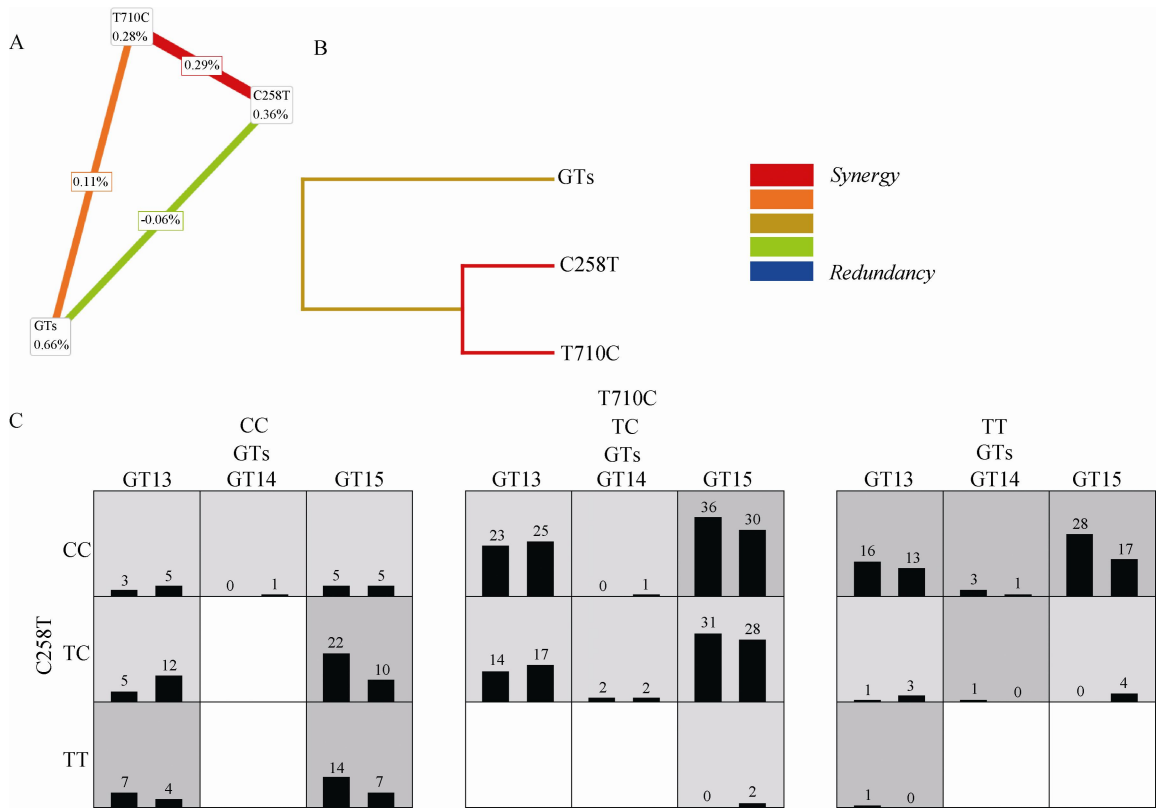 A
T710C
0.28%
0.29%
C258T
0.36%
0.11%
-0.06%
GTs
0.66%
B
GTs
C258T
T710C
Synergy
Redundancy
C
T710C
CC TC TT
GTs GTs GTs
GT13 GT14 GT15 GT13 GT14 GT15 GT13 GT14 GT15
C258T
CC 3 5 0 1 5 5 23 25 0 1 36 30 16 13 3 1 28 17
TC 5 12 22 10 14 17 2 2 31 28 1 3 1 0 0 4
TT 7 4 14 7 0 2 1 0